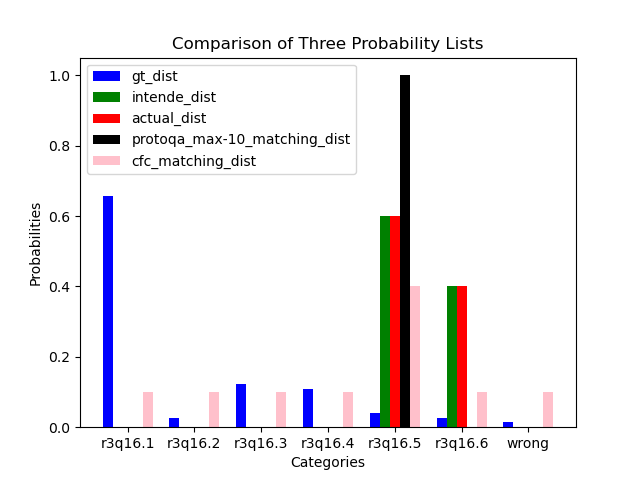 Comparison of Three Probability Lists
1.0
0.8
0.6
0.4
0.2
0.0
Probabilities
gt_dist
intende_dist
actual_dist
protoqa_max-10_matching_dist
cfc_matching_dist
r3q16.1 r3q16.2 r3q16.3 r3q16.4 r3q16.5 r3q16.6 wrong
Categories